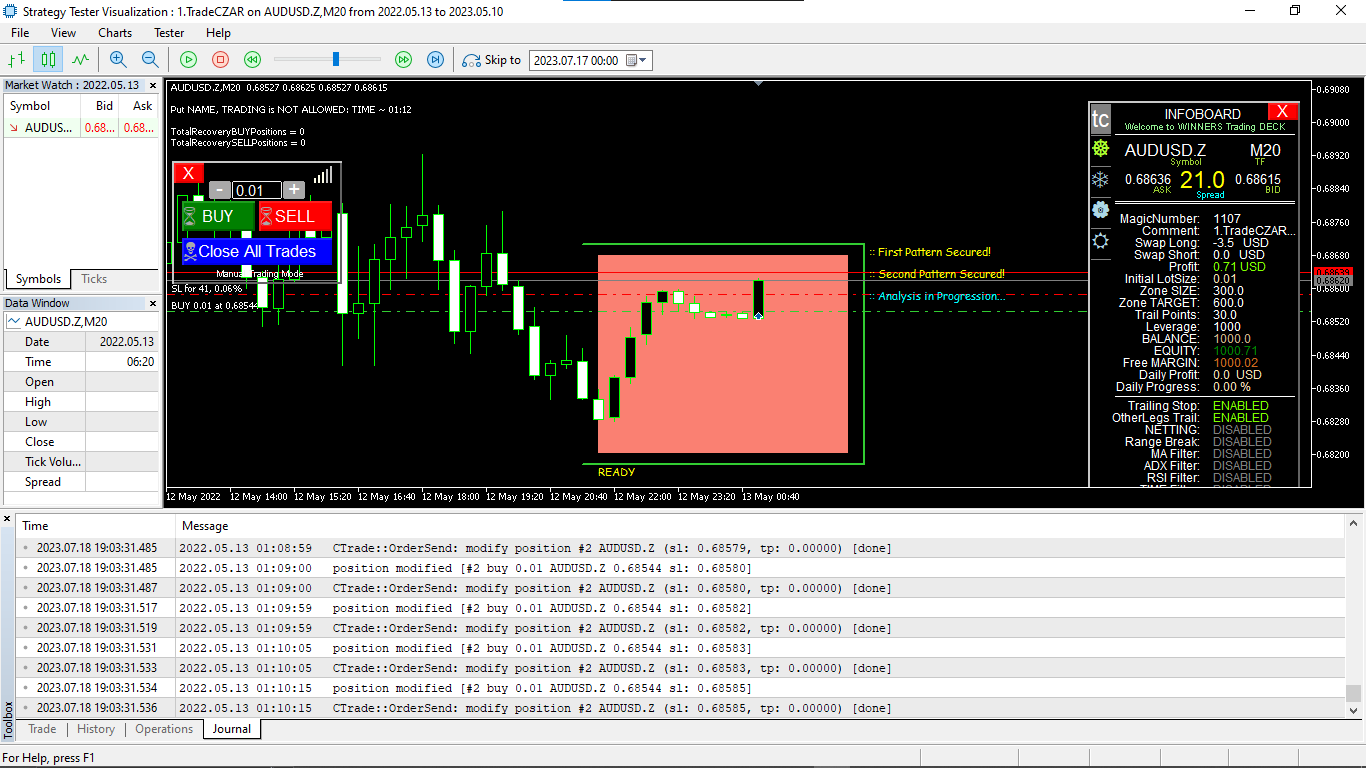 Strategy Tester Visualization : 1.TradeCZAR on AUDUSD.Z,M20 from 2022.05.13 to 2023.05.10
File View Charts Tester Help
Skip to 2023.07.17 00:00
Market Watch : 2022.05.13 ×
Symbol Bid Ask
AUDUS... 0.68... 0.68...
Symbols Ticks
Data Window ×
AUDUSD.Z,M20
Date 2022.05.13
Time 06:20
Open
High
Low
Close
Tick Volu...
Spread
AUDUSD.Z,M20 0.68527 0.68625 0.68527 0.68615
Put NAME, TRADING is NOT ALLOWED: TIME ~ 01:12
TotalRecoveryBUYPositions = 0
TotalRecoverySELLPositions = 0
X
- 0.01 +
BUY SELL
Close All Trades
Manual Trading Mode
SL for 41, 0.06%
BUY 0.01 at 0.68544
:: First Pattern Secured!
:: Second Pattern Secured!
:: Analysis in Progression...
READY
12 May 2022 12 May 14:00 12 May 15:20 12 May 16:40 12 May 18:00 12 May 19:20 12 May 20:40 12 May 22:00 12 May 23:20 13 May 00:40
tc INFOBOARD X
Welcome to WINNERS Trading DECK
AUDUSD.Z M20
Symbol TF
0.68636 21.0 0.68615
ASK Spread BID
MagicNumber: 1107
Comment: 1.TradeCZAR...
Swap Long: -3.5 USD
Swap Short: 0.0 USD
Profit: 0.71 USD
Initial LotSize: 0.01
Zone SIZE: 300.0
Zone TARGET: 600.0
Trail Points: 30.0
Leverage: 1000
BALANCE: 1000.0
EQUITY: 1000.71
Free MARGIN: 1000.02
Daily Profit: 0.0 USD
Daily Progress: 0.00 %
Trailing Stop: ENABLED
OtherLegs Trail: ENABLED
NETTING: DISABLED
Range Break: DISABLED
MA Filter: DISABLED
ADX Filter: DISABLED
RSI Filter: DISABLED
0.69080
0.69000
0.68920
0.68840
0.68760
0.68680
0.68600
0.68520
0.68440
0.68360
0.68280
0.68200
Time Message
2023.07.18 19:03:31.485 2022.05.13 01:08:59 CTrade::OrderSend: modify position #2 AUDUSD.Z (sl: 0.68579, tp: 0.00000) [done]
2023.07.18 19:03:31.485 2022.05.13 01:09:00 position modified [#2 buy 0.01 AUDUSD.Z 0.68544 sl: 0.68580]
2023.07.18 19:03:31.487 2022.05.13 01:09:00 CTrade::OrderSend: modify position #2 AUDUSD.Z (sl: 0.68580, tp: 0.00000) [done]
2023.07.18 19:03:31.517 2022.05.13 01:09:59 position modified [#2 buy 0.01 AUDUSD.Z 0.68544 sl: 0.68582]
2023.07.18 19:03:31.519 2022.05.13 01:09:59 CTrade::OrderSend: modify position #2 AUDUSD.Z (sl: 0.68582, tp: 0.00000) [done]
2023.07.18 19:03:31.531 2022.05.13 01:10:05 position modified [#2 buy 0.01 AUDUSD.Z 0.68544 sl: 0.68583]
2023.07.18 19:03:31.533 2022.05.13 01:10:05 CTrade::OrderSend: modify position #2 AUDUSD.Z (sl: 0.68583, tp: 0.00000) [done]
2023.07.18 19:03:31.534 2022.05.13 01:10:15 position modified [#2 buy 0.01 AUDUSD.Z 0.68544 sl: 0.68585]
2023.07.18 19:03:31.536 2022.05.13 01:10:15 CTrade::OrderSend: modify position #2 AUDUSD.Z (sl: 0.68585, tp: 0.00000) [done]
Toolbox
Trade History Operations Journal
For Help, press F1